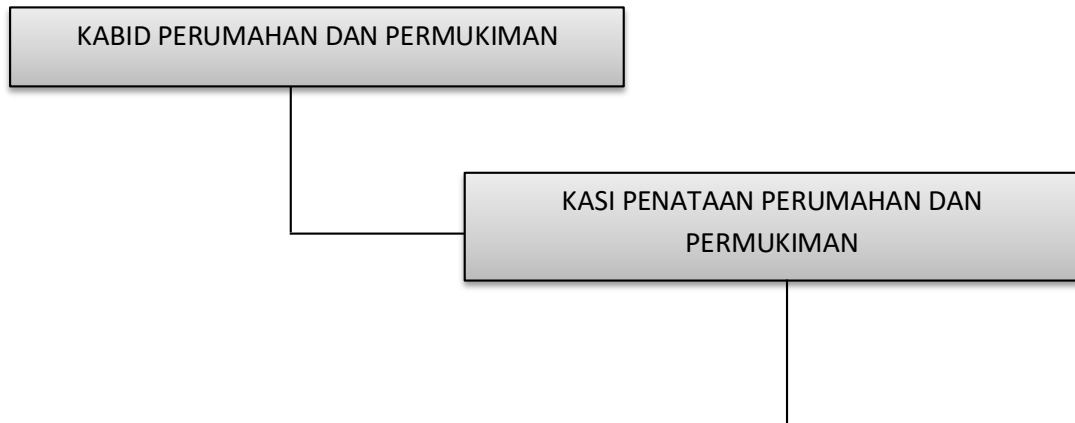 KABID PERUMAHAN DAN PERMUKIMAN
KASI PENATAAN PERUMAHAN DAN
PERMUKIMAN